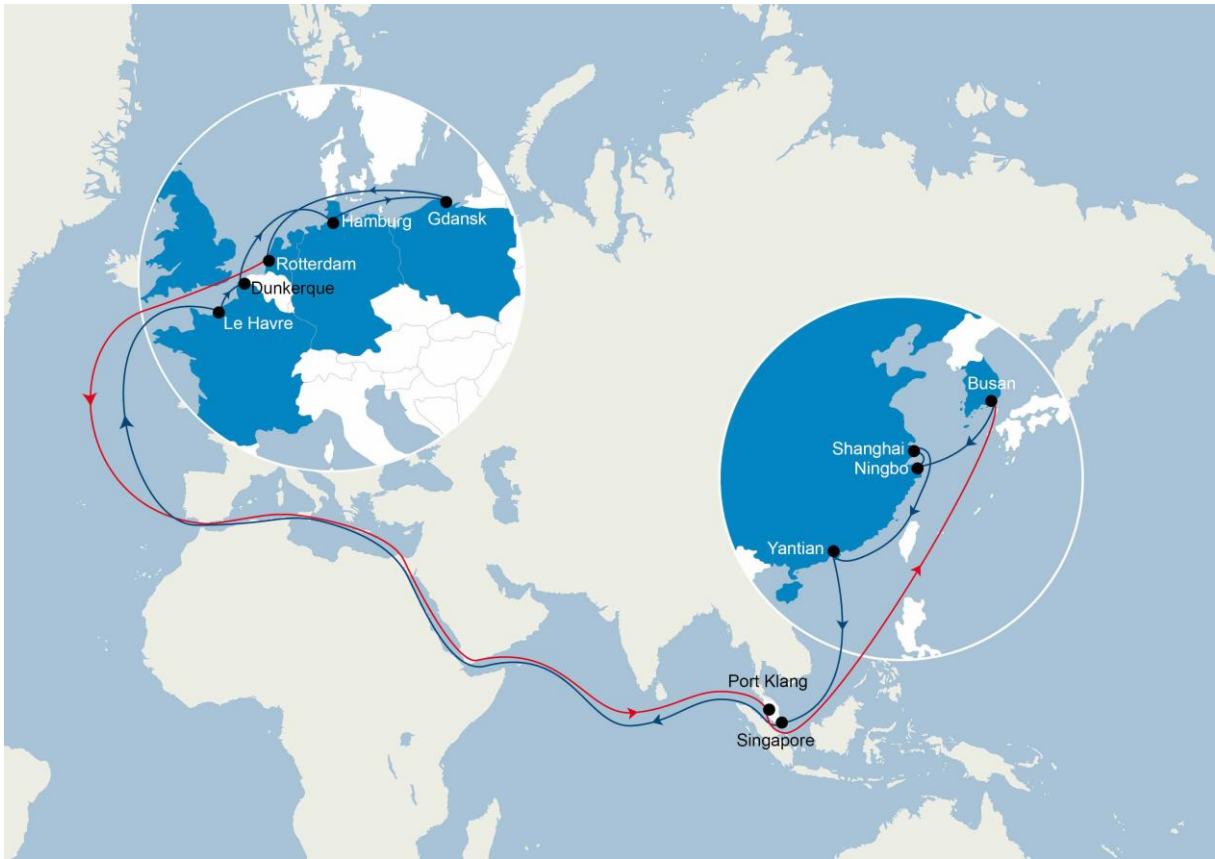 Hamburg
Gdansk
Rotterdam
Dunkerque
Le Havre
Busan
Shanghai
Ningbo
Yantian
Port Klang
Singapore